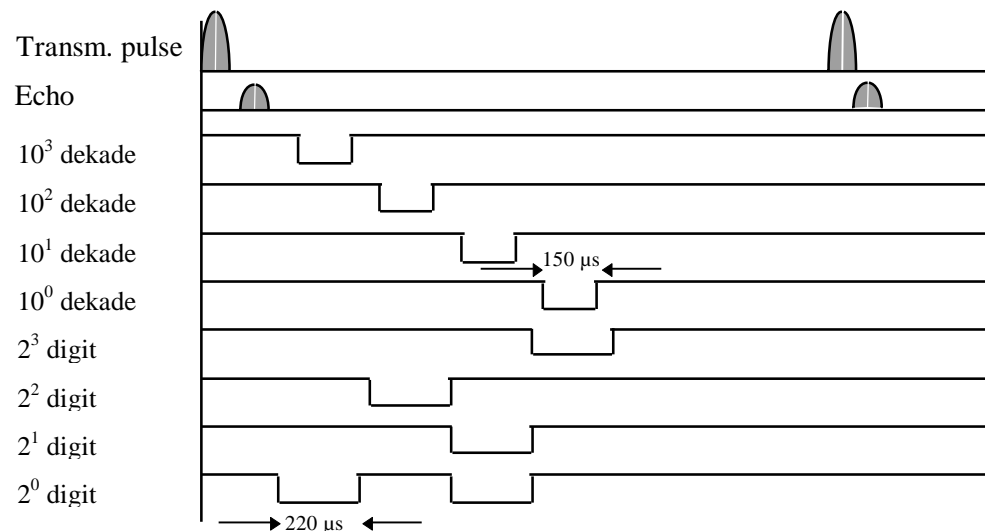 Transm. pulse
Echo
10³ dekade
10² dekade
10¹ dekade
150 µs
10⁰ dekade
2³ digit
2² digit
2¹ digit
2⁰ digit
220 µs